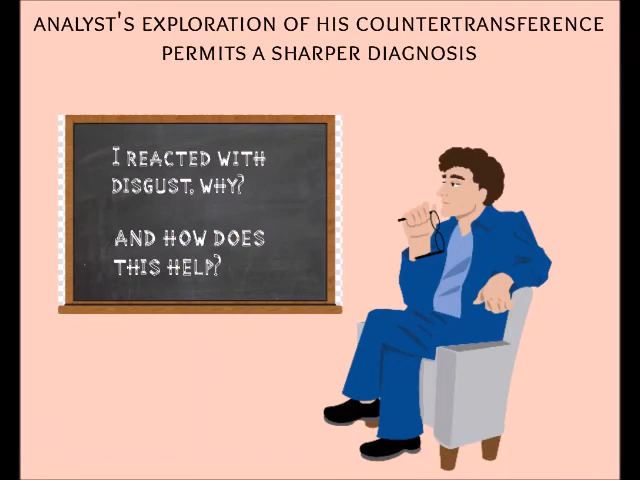 ANALYST'S EXPLORATION OF HIS COUNTERTRANSFERENCE
PERMITS A SHARPER DIAGNOSIS
I REACTED WITH
DISGUST, WHY?
AND HOW DOES
THIS HELP?